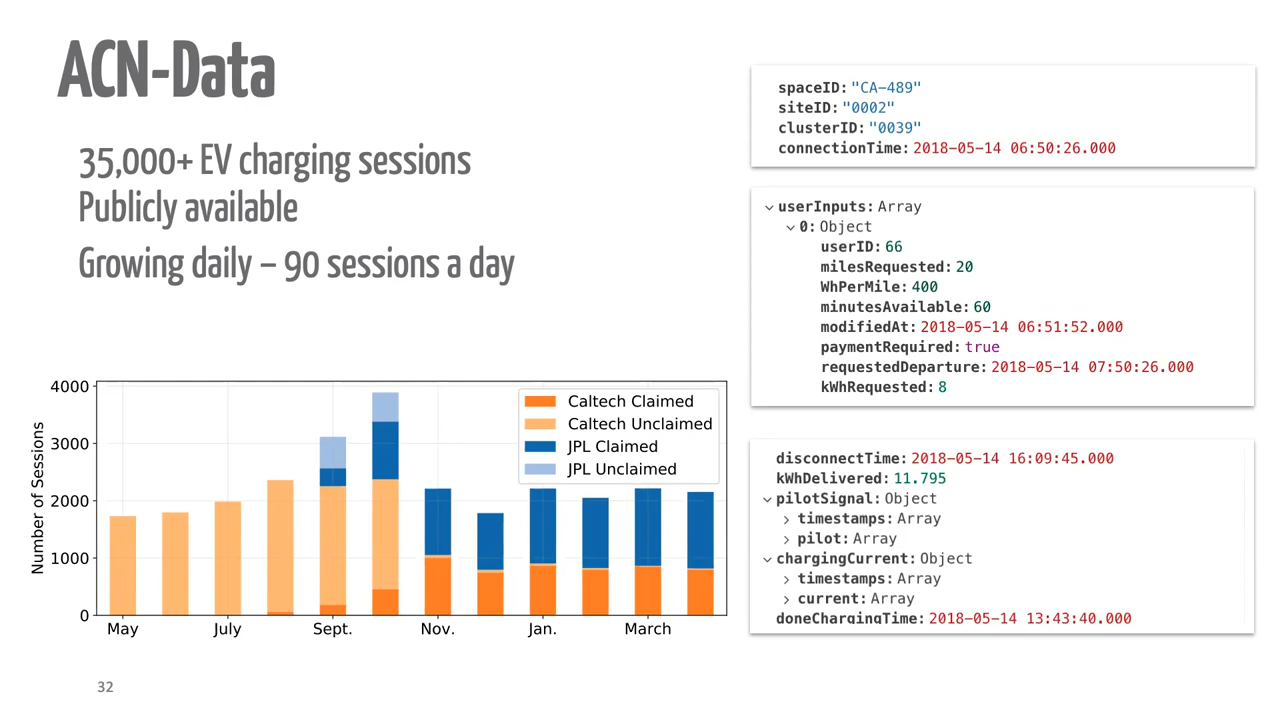 ACN-Data
35,000+ EV charging sessions
Publicly available
Growing daily – 90 sessions a day
spaceID: "CA-489"
siteID: "0002"
clusterID: "0039"
connectionTime: 2018-05-14 06:50:26.000
userInputs: Array
0: Object
userID: 66
milesRequested: 20
WhPerMile: 400
minutesAvailable: 60
modifiedAt: 2018-05-14 06:51:52.000
paymentRequired: true
requestedDeparture: 2018-05-14 07:50:26.000
kWhRequested: 8
disconnectTime: 2018-05-14 16:09:45.000
kWhDelivered: 11.795
pilotSignal: Object
timestamps: Array
pilot: Array
chargingCurrent: Object
timestamps: Array
current: Array
doneChargingTime: 2018-05-14 13:43:40.000
Number of Sessions
4000
3000
2000
1000
0
May July Sept. Nov. Jan. March
Caltech Claimed
Caltech Unclaimed
JPL Claimed
JPL Unclaimed
32